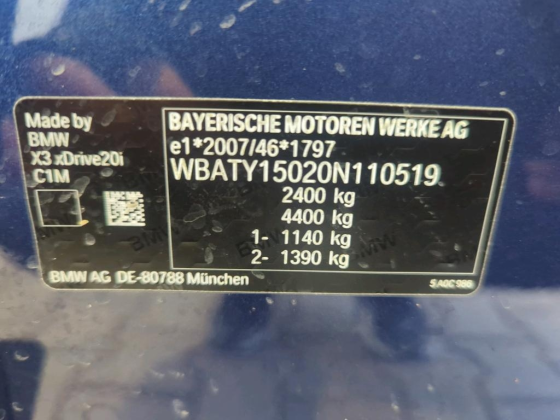 Made by
BMW
X3 xDrive20i
C1M
BAYERISCHE MOTOREN WERKE AG
e1*2007/46*1797
WBATY15020N110519
2400 kg
4400 kg
1- 1140 kg
2- 1390 kg
BMW AG DE-80788 München
5A0C986